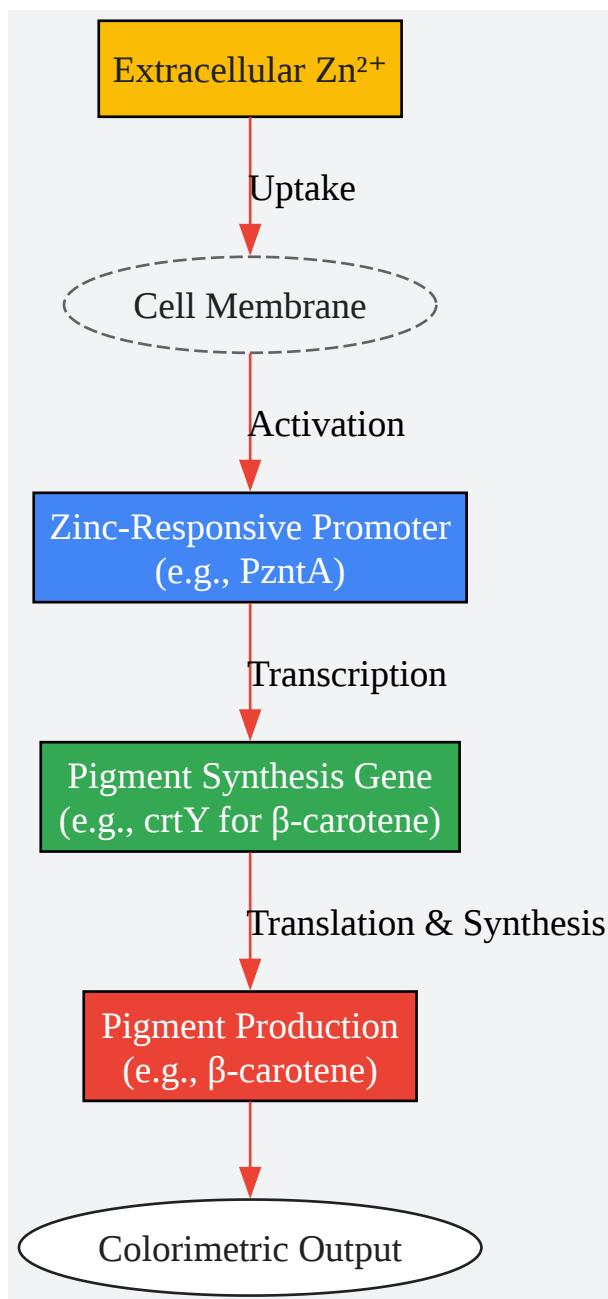 Extracellular Zn²⁺
Uptake
Cell Membrane
Activation
Zinc-Responsive Promoter
(e.g., PzntA)
Transcription
Pigment Synthesis Gene
(e.g., crtY for β-carotene)
Translation & Synthesis
Pigment Production
(e.g., β-carotene)
Colorimetric Output